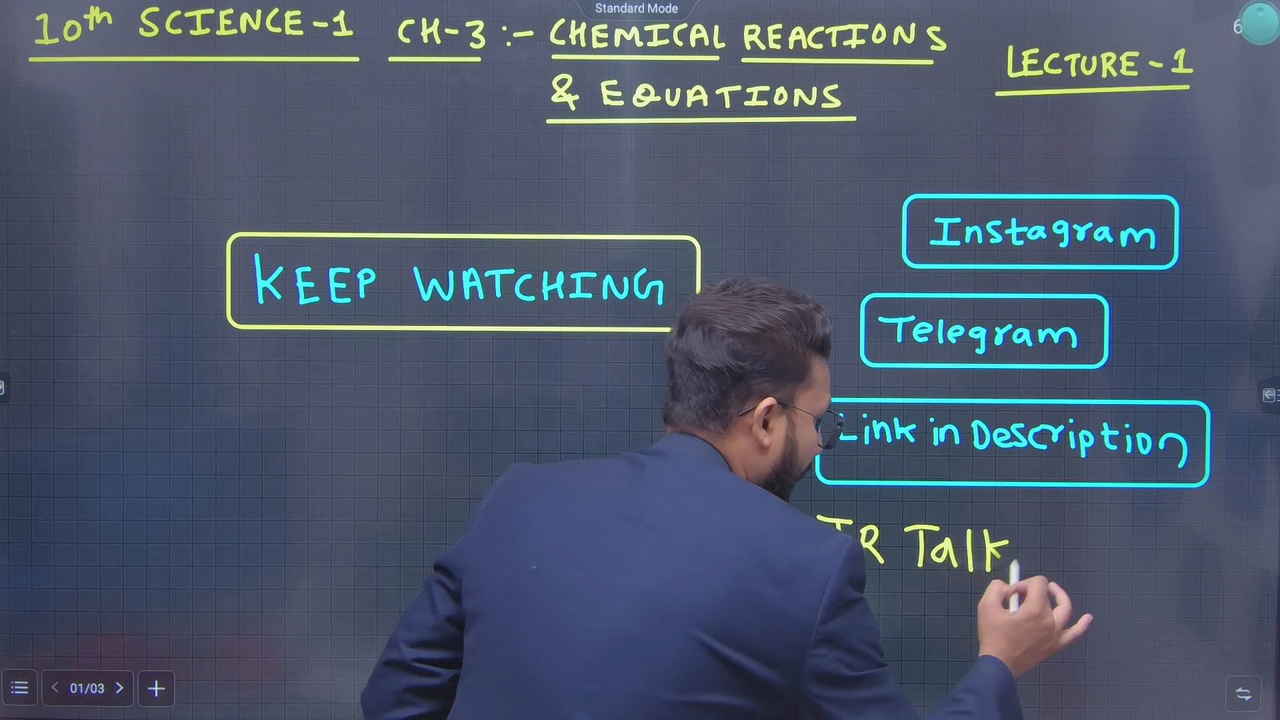 Standard Mode
10th SCIENCE-1 CH-3 :- CHEMICAL REACTIONS
& EQUATIONS
LECTURE - 1
KEEP WATCHING
Instagram
Telegram
Link in Description
JR Talk
01/03